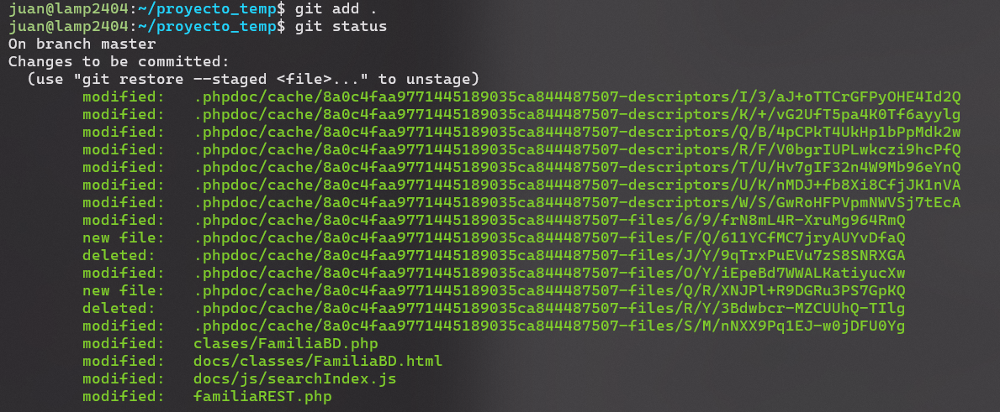 juan@lamp2404:~/proyecto_temp$ git add .
juan@lamp2404:~/proyecto_temp$ git status
On branch master
Changes to be committed:
  (use "git restore --staged <file>..." to unstage)
        modified:   .phpdoc/cache/8a0c4faa97714451​89035ca844487507-descriptors/I/3/aJ+oTTCrGFPyOHE4Id2Q
        modified:   .phpdoc/cache/8a0c4faa9771445189035ca844487507-descriptors/K/+/vG2UfT5pa4K0Tf6ayylg
        modified:   .phpdoc/cache/8a0c4faa9771445189035ca844487507-descriptors/Q/B/4pCPkT4UkHp1bPpMdk2w
        modified:   .phpdoc/cache/8a0c4faa9771445189035ca844487507-descriptors/R/F/V0bgrIUPLwkczi9hcPfQ
        modified:   .phpdoc/cache/8a0c4faa9771445189035ca844487507-descriptors/T/U/Hv7gIF32n4W9Mb96eYnQ
        modified:   .phpdoc/cache/8a0c4faa9771445189035ca844487507-descriptors/U/K/nMDJ+fb8Xi8CfjJK1nVA
        modified:   .phpdoc/cache/8a0c4faa9771445189035ca844487507-descriptors/W/S/GwRoHFPVpmNWVSj7tEcA
        modified:   .phpdoc/cache/8a0c4faa9771445189035ca844487507-files/6/9/frN8mL4R-XruMg964RmQ
        new file:   .phpdoc/cache/8a0c4faa9771445189035ca844487507-files/F/Q/611YCfMC7jryAUYvDfaQ
        deleted:    .phpdoc/cache/8a0c4faa9771445189035ca844487507-files/J/Y/9qTrxPuEVu7zS8SNRXGA
        modified:   .phpdoc/cache/8a0c4faa9771445189035ca844487507-files/O/Y/iEpeBd7WWALKatiyucXw
        new file:   .phpdoc/cache/8a0c4faa9771445189035ca844487507-files/Q/R/XNJPl+R9DGRu3PS7GpKQ
        deleted:    .phpdoc/cache/8a0c4faa9771445189035ca844487507-files/R/Y/3Bdwbcr-MZCUUhQ-TIlg
        modified:   .phpdoc/cache/8a0c4faa9771445189035ca844487507-files/S/M/nNXX9Pq1EJ-w0jDFU0Yg
        modified:   clases/FamiliaBD.php
        modified:   docs/classes/FamiliaBD.html
        modified:   docs/js/searchIndex.js
        modified:   familiaREST.php